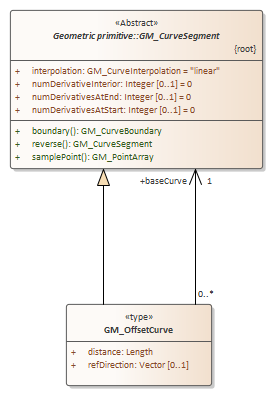 «Abstract»
Geometric primitive::GM_CurveSegment
{root}
+ interpolation: GM_CurveInterpolation = "linear"
+ numDerivativeInterior: Integer [0..1] = 0
+ numDerivativesAtEnd: Integer [0..1] = 0
+ numDerivativesAtStart: Integer [0..1] = 0
+ boundary(): GM_CurveBoundary
+ reverse(): GM_CurveSegment
+ samplePoint(): GM_PointArray
+baseCurve 1
0..*
«type»
GM_OffsetCurve
+ distance: Length
+ refDirection: Vector [0..1]